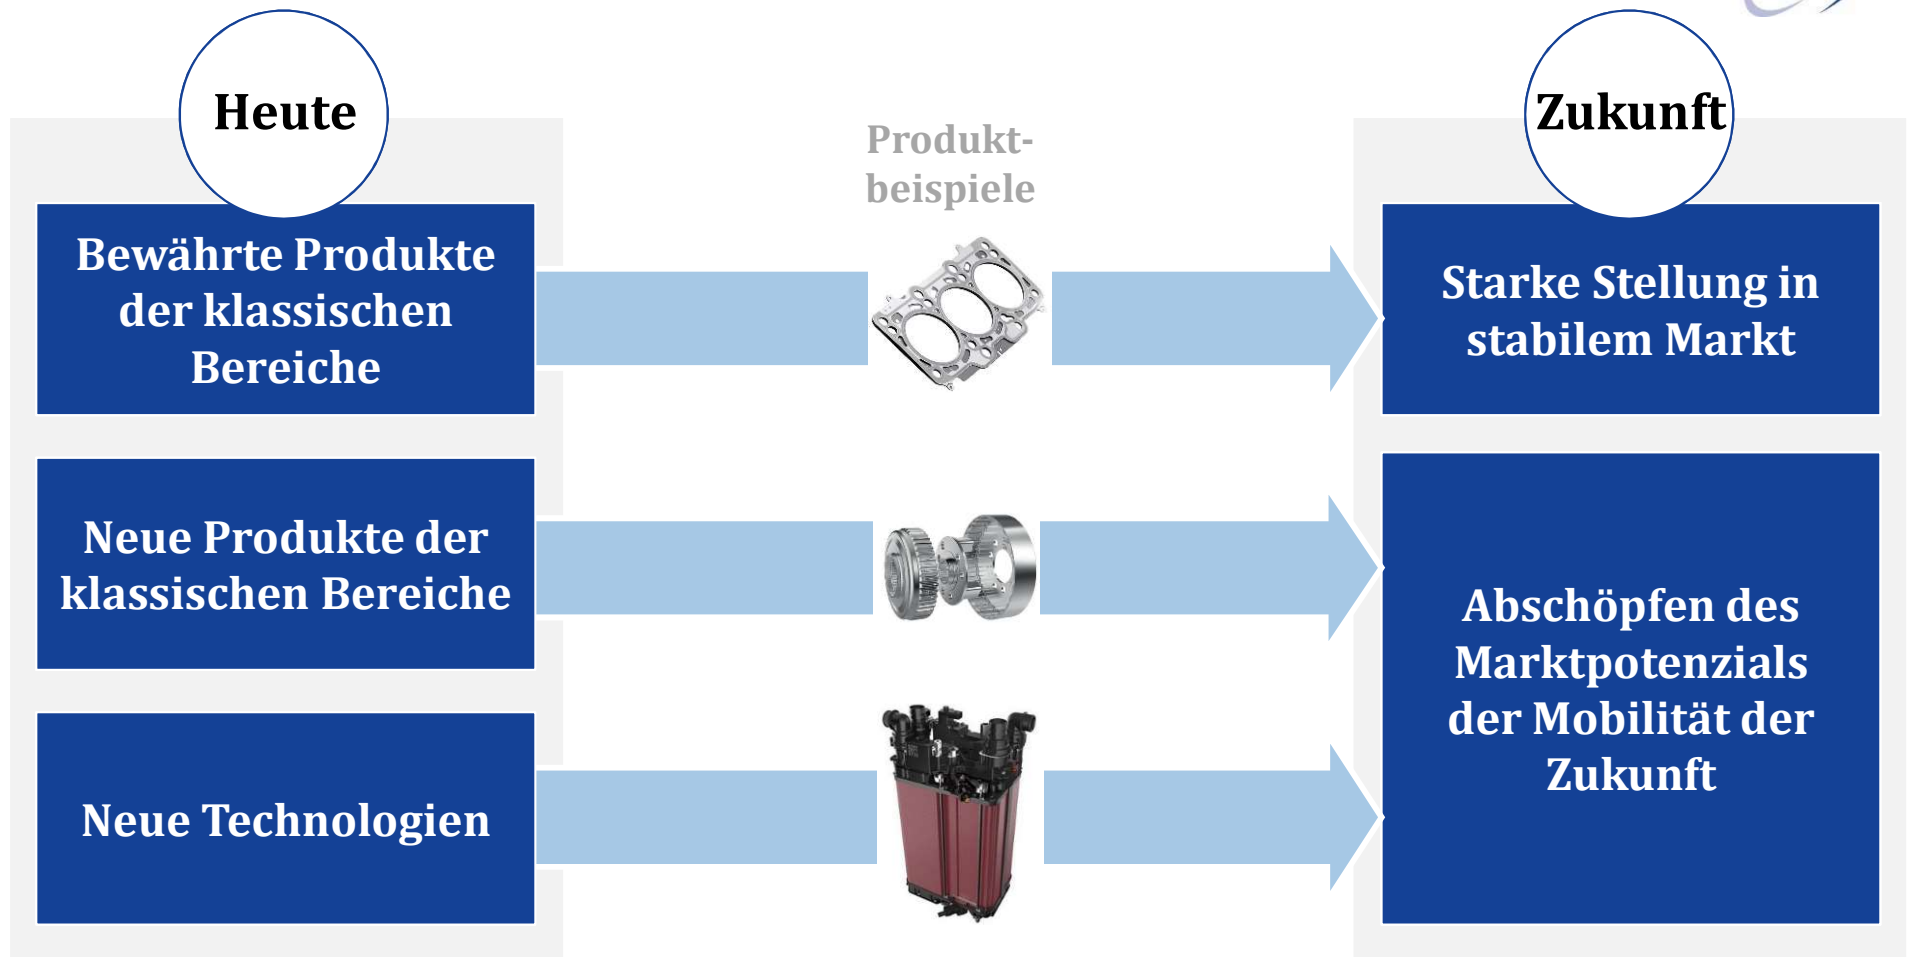 Heute
Produkt-
beispiele
Zukunft
Bewährte Produkte
der klassischen
Bereiche
Starke Stellung in
stabilem Markt
Neue Produkte der
klassischen Bereiche
Abschöpfen des
Marktpotenzials
der Mobilität der
Zukunft
Neue Technologien